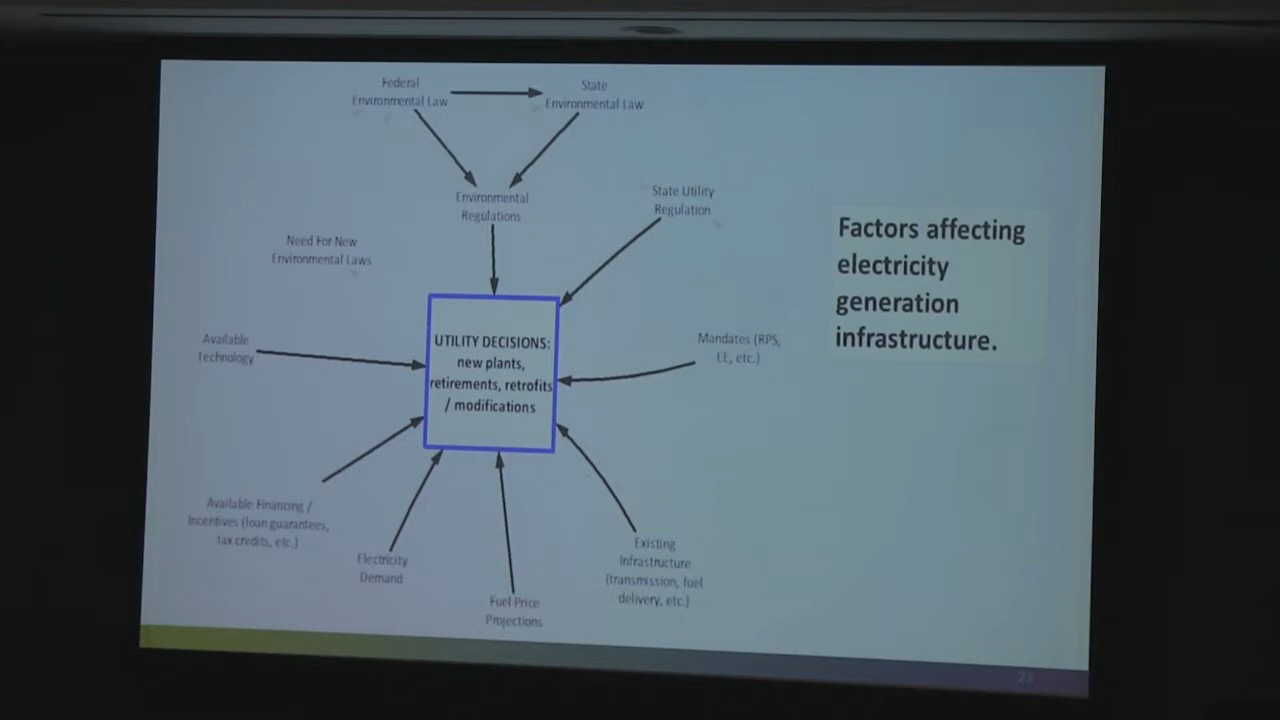 Federal
Environmental Law
State
Environmental Law
Environmental
Regulations
State Utility
Regulation
Need For New
Environmental Laws
Factors affecting
electricity
generation
infrastructure.
Available
Technology
UTILITY DECISIONS:
new plants,
retirements, retrofits
/ modifications
Mandates (RPS,
EE, etc.)
Available Financing /
Incentives (loan guarantees,
tax credits, etc.)
Electricity
Demand
Fuel Price
Projections
Existing
Infrastructure
(transmission, fuel
delivery, etc.)